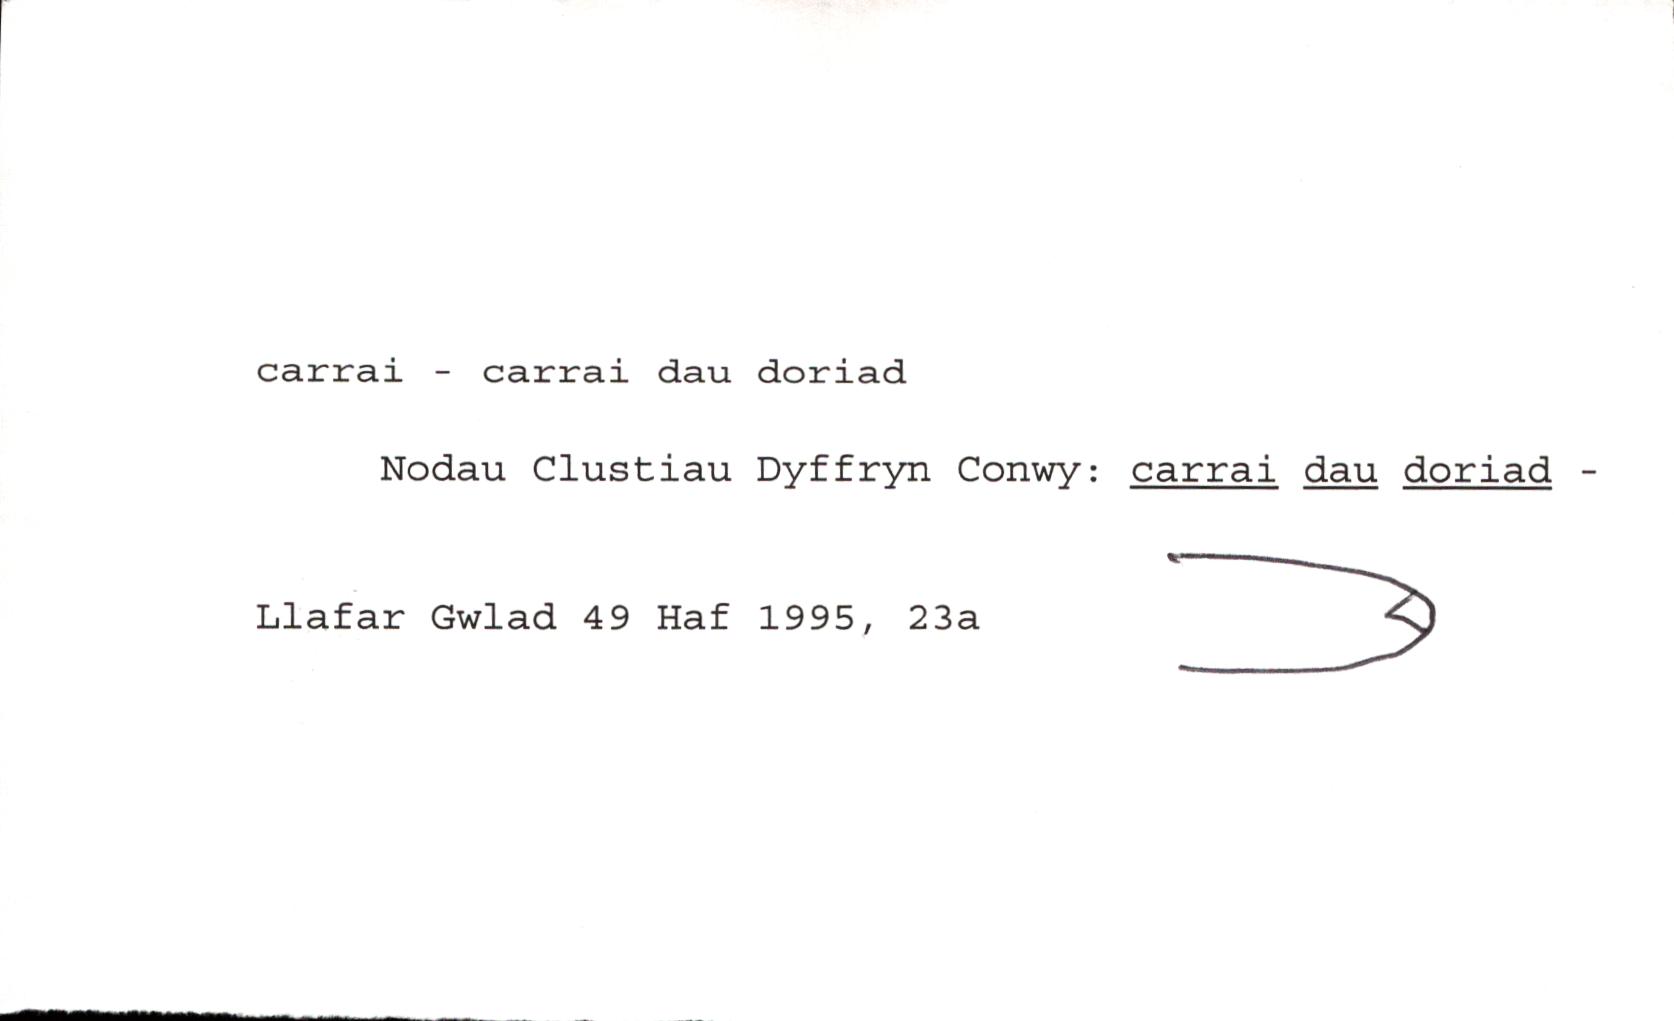 carrai - carrai dau doriad
Nodau Clustiau Dyffryn Conwy: carrai dau doriad -
Llafar Gwlad 49 Haf 1995, 23a